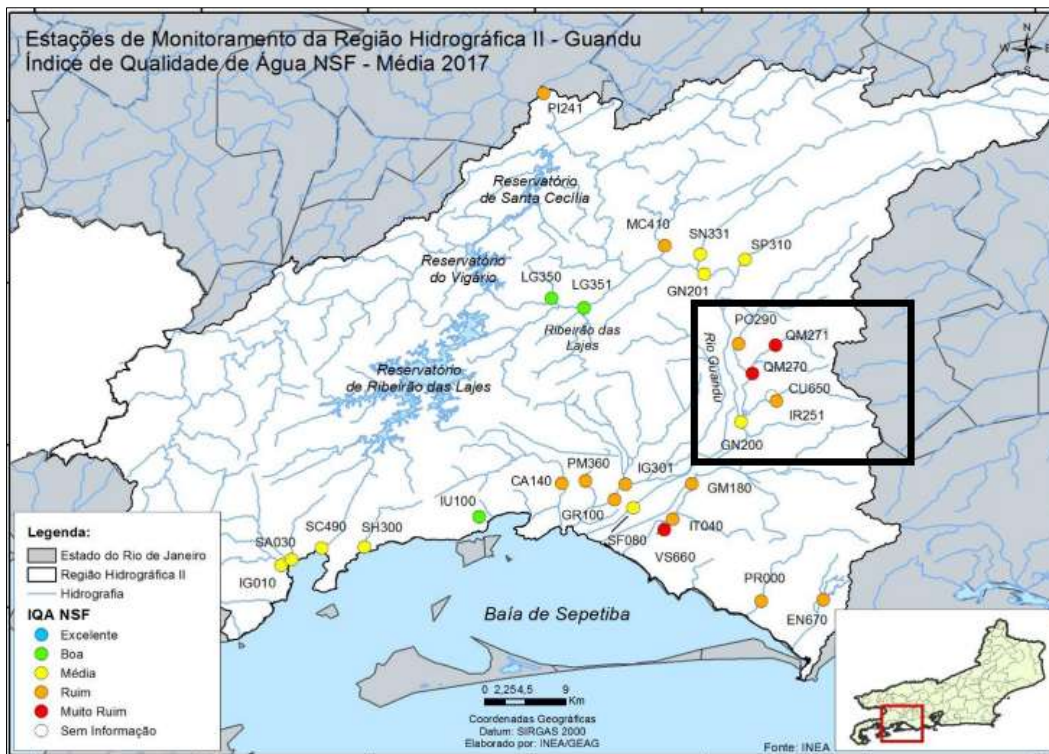 Estações de Monitoramento da Região Hidrográfica II - Guandu
Índice de Qualidade de Água NSF - Média 2017
N
W
E
S
PI241
Reservatório
de Santa Cecília
MC410
SN331
SP310
Reservatório
do Vigário
LG350
LG351
GN201
Ribeirão das
Lajes
PO290
QM271
Rio Guandu
QM270
Reservatório
de Ribeirão das Lajes
CU650
IR251
GN200
PM360
IG301
CA140
GM180
IU100
GR100
SC490
SH300
SA030
IT040
SF080
VS660
IG010
PR000
EN670
Baía de Sepetiba
Legenda:
Estado do Rio de Janeiro
Região Hidrográfica II
Hidrografia
IQA NSF
Excelente
Boa
Média
Ruim
Muito Ruim
Sem Informação
0 2,254,5 9
Km
Coordenadas Geográficas
Datum: SIRGAS 2000
Elaborado por: INEA/GEAG
Fonte: INEA